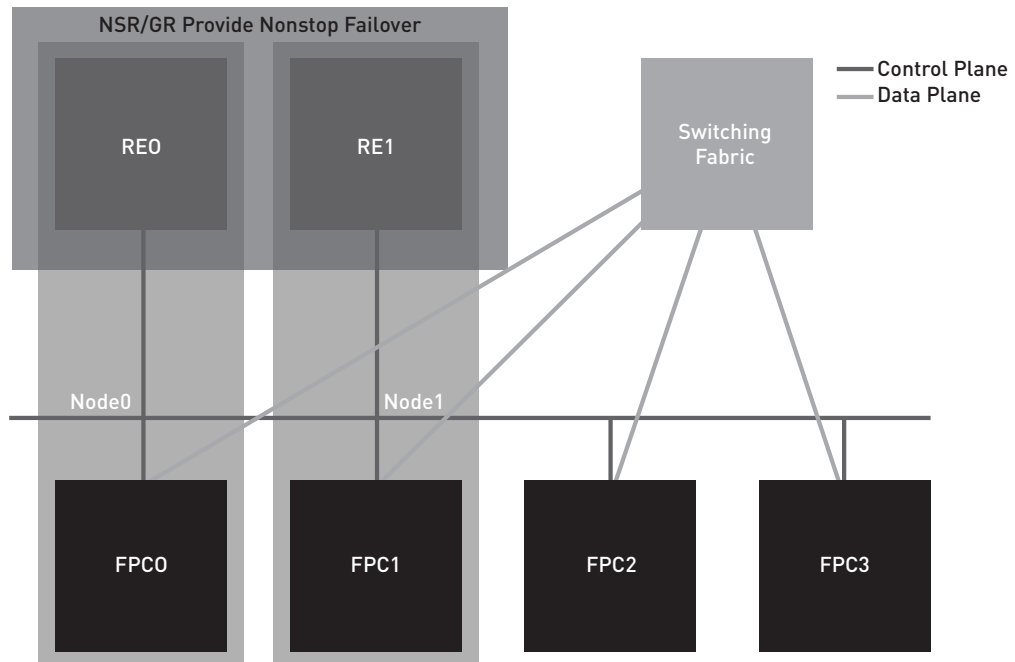 NSR/GR Provide Nonstop Failover
RE0
RE1
Switching
Fabric
Control Plane
Data Plane
Node0
Node1
FPC0
FPC1
FPC2
FPC3